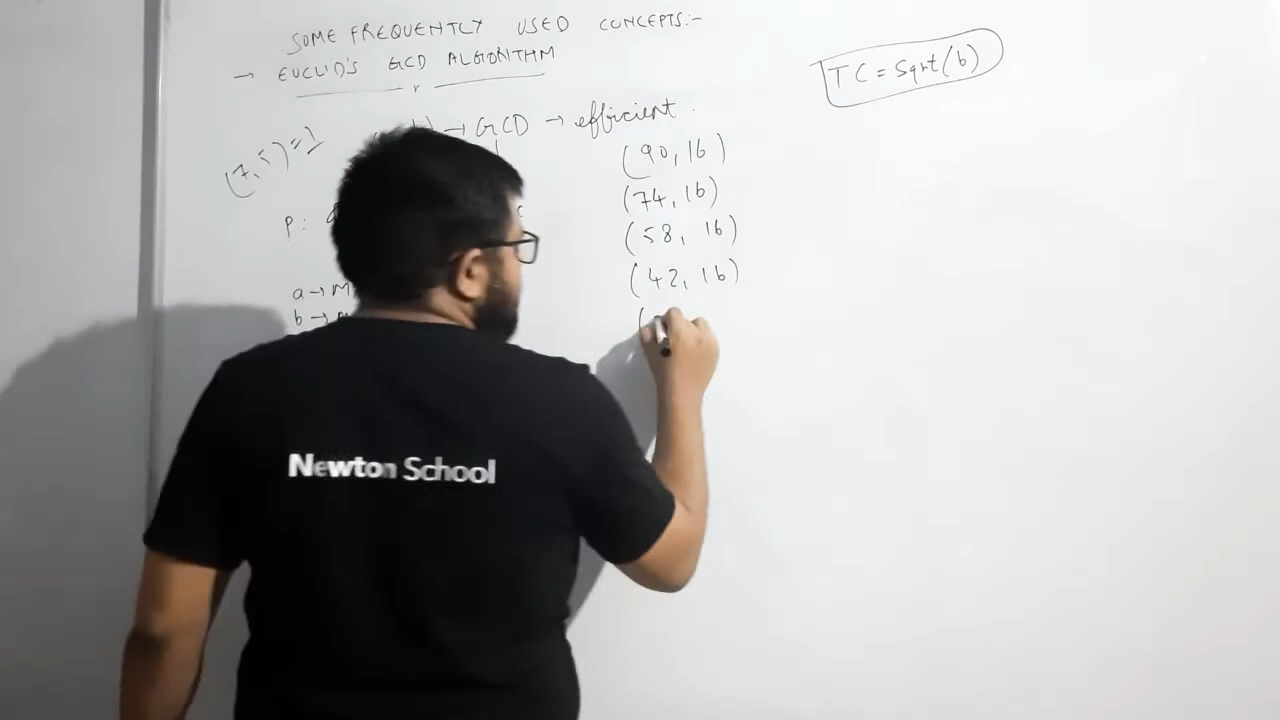 SOME FREQUENTLY USED CONCEPTS:-
→ EUCLID'S GCD ALGORITHM
TC = Sqrt(b)
→ GCD → efficient.
(7,5)=1
(90,16)
(74,16)
P:
(58, 16)
(42, 16)
a → M
b →
(
Newton School